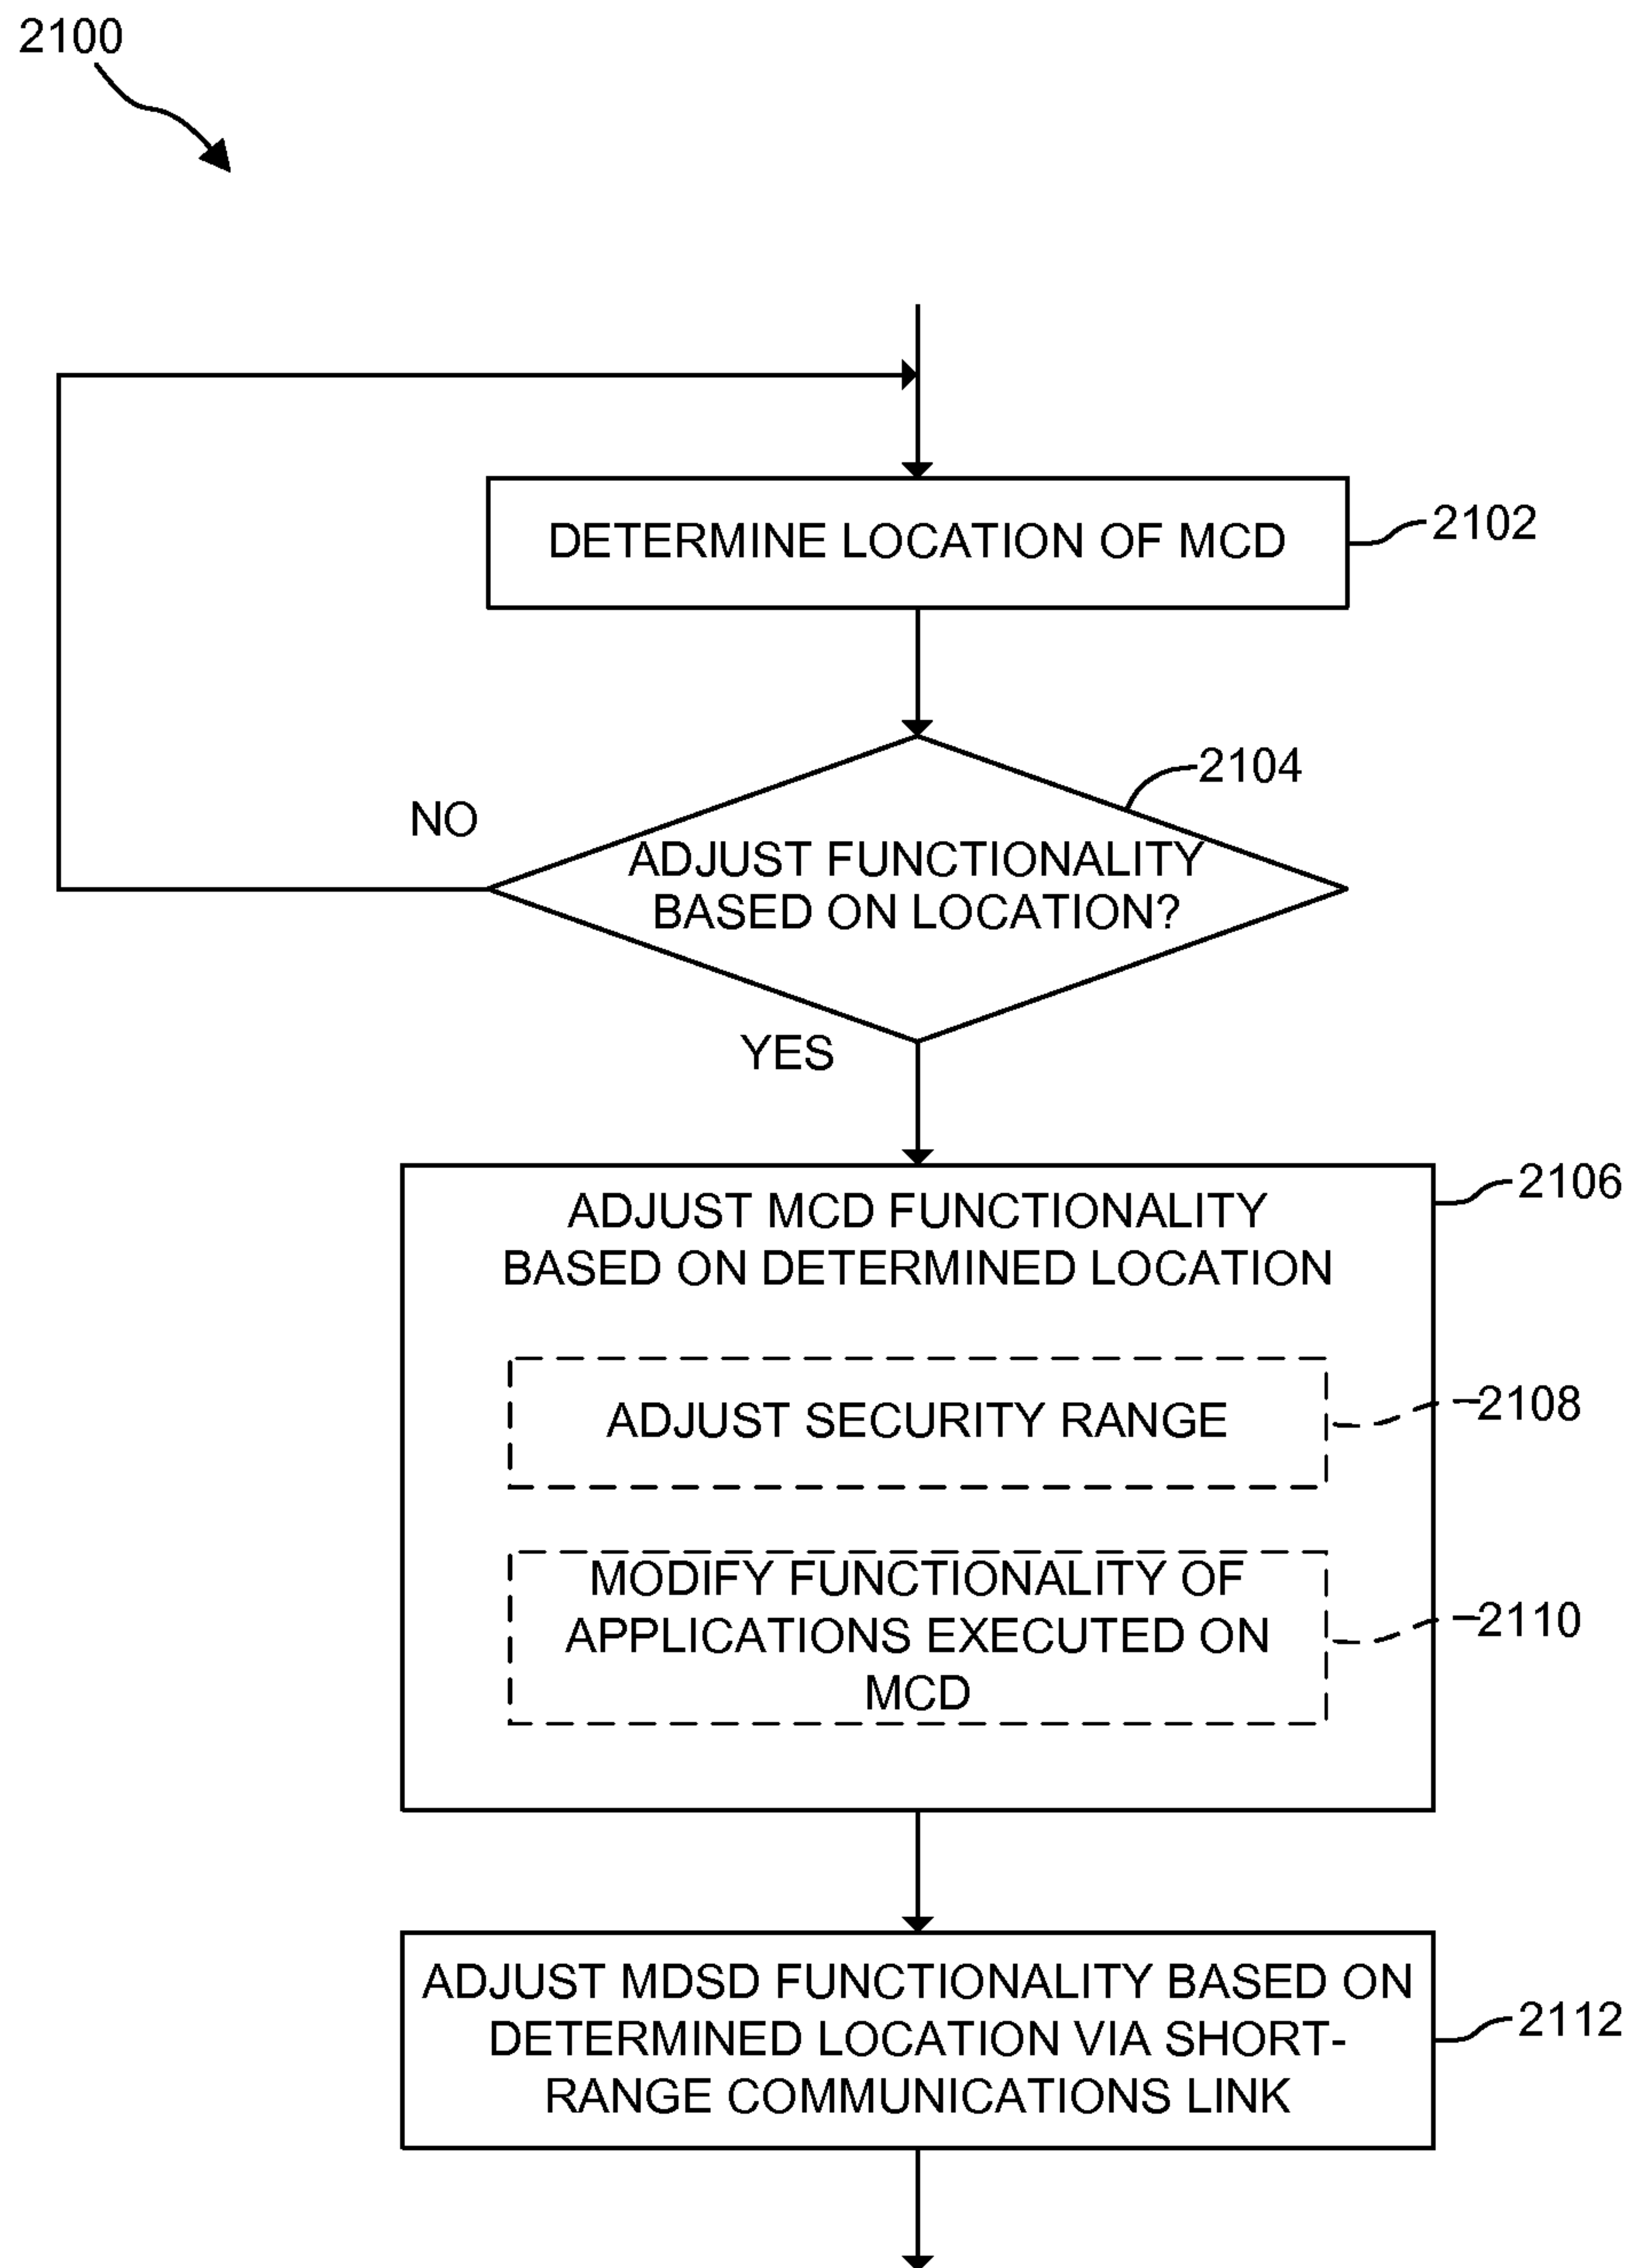 2100
DETERMINE LOCATION OF MCD
2102
2104
NO
ADJUST FUNCTIONALITY
BASED ON LOCATION?
YES
2106
ADJUST MCD FUNCTIONALITY
BASED ON DETERMINED LOCATION
ADJUST SECURITY RANGE
2108
MODIFY FUNCTIONALITY OF
APPLICATIONS EXECUTED ON
MCD
2110
ADJUST MDSD FUNCTIONALITY BASED ON
DETERMINED LOCATION VIA SHORT-
RANGE COMMUNICATIONS LINK
2112